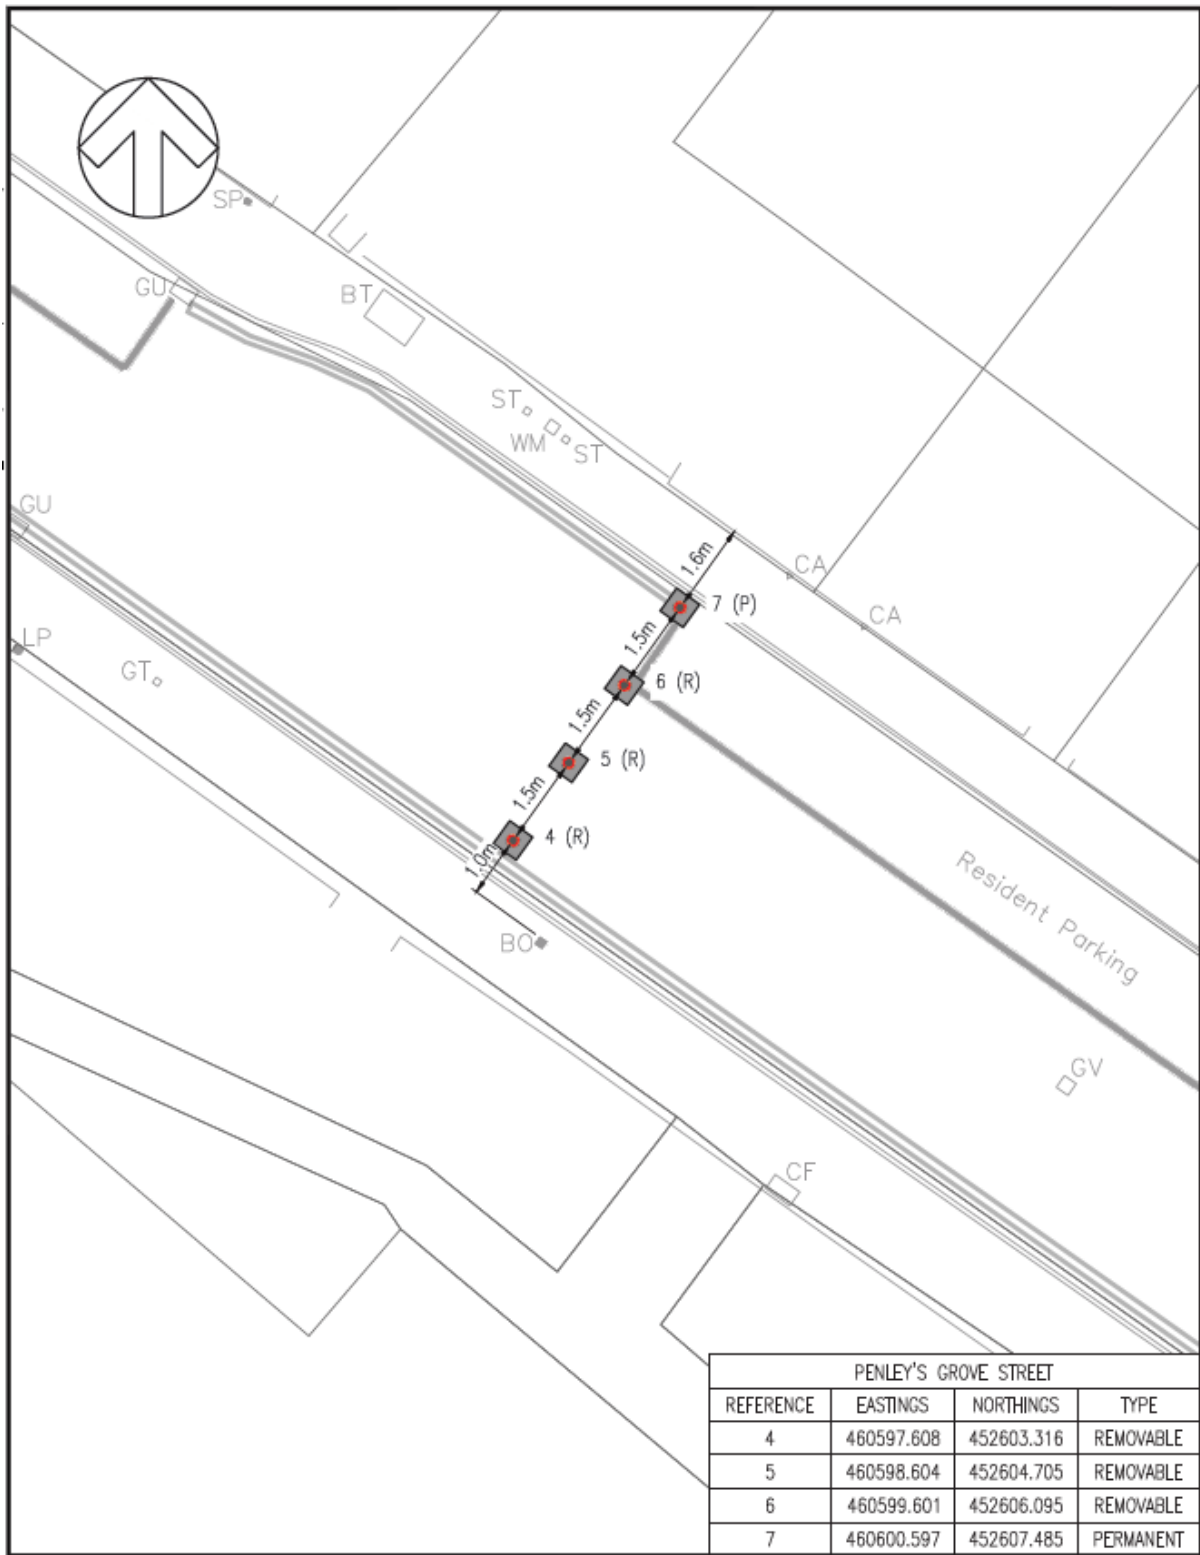 SP
GU
BT
ST
WM
ST
GU
1.6m
CA
7 (P)
CA
LP
1.5m
GT
6 (R)
1.5m
5 (R)
1.5m
4 (R)
1.0m
Resident Parking
BO
GV
CF
PENLEY'S GROVE STREET
REFERENCE EASTINGS NORTHINGS TYPE
4 460597.608 452603.316 REMOVABLE
5 460598.604 452604.705 REMOVABLE
6 460599.601 452606.095 REMOVABLE
7 460600.597 452607.485 PERMANENT